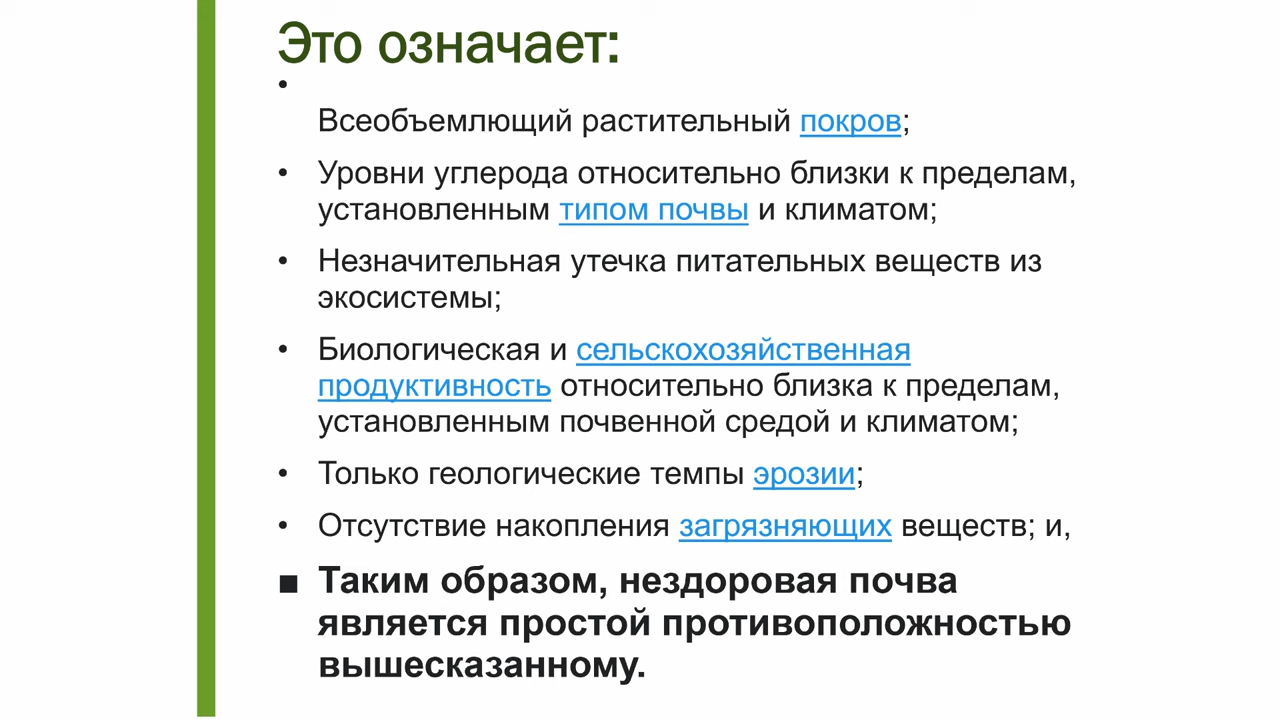 Это означает:
•
Всеобъемлющий растительный покров;
• Уровни углерода относительно близки к пределам,
установленным типом почвы и климатом;
• Незначительная утечка питательных веществ из
экосистемы;
• Биологическая и сельскохозяйственная
продуктивность относительно близка к пределам,
установленным почвенной средой и климатом;
• Только геологические темпы эрозии;
• Отсутствие накопления загрязняющих веществ; и,
■ Таким образом, нездоровая почва
является простой противоположностью
вышесказанному.